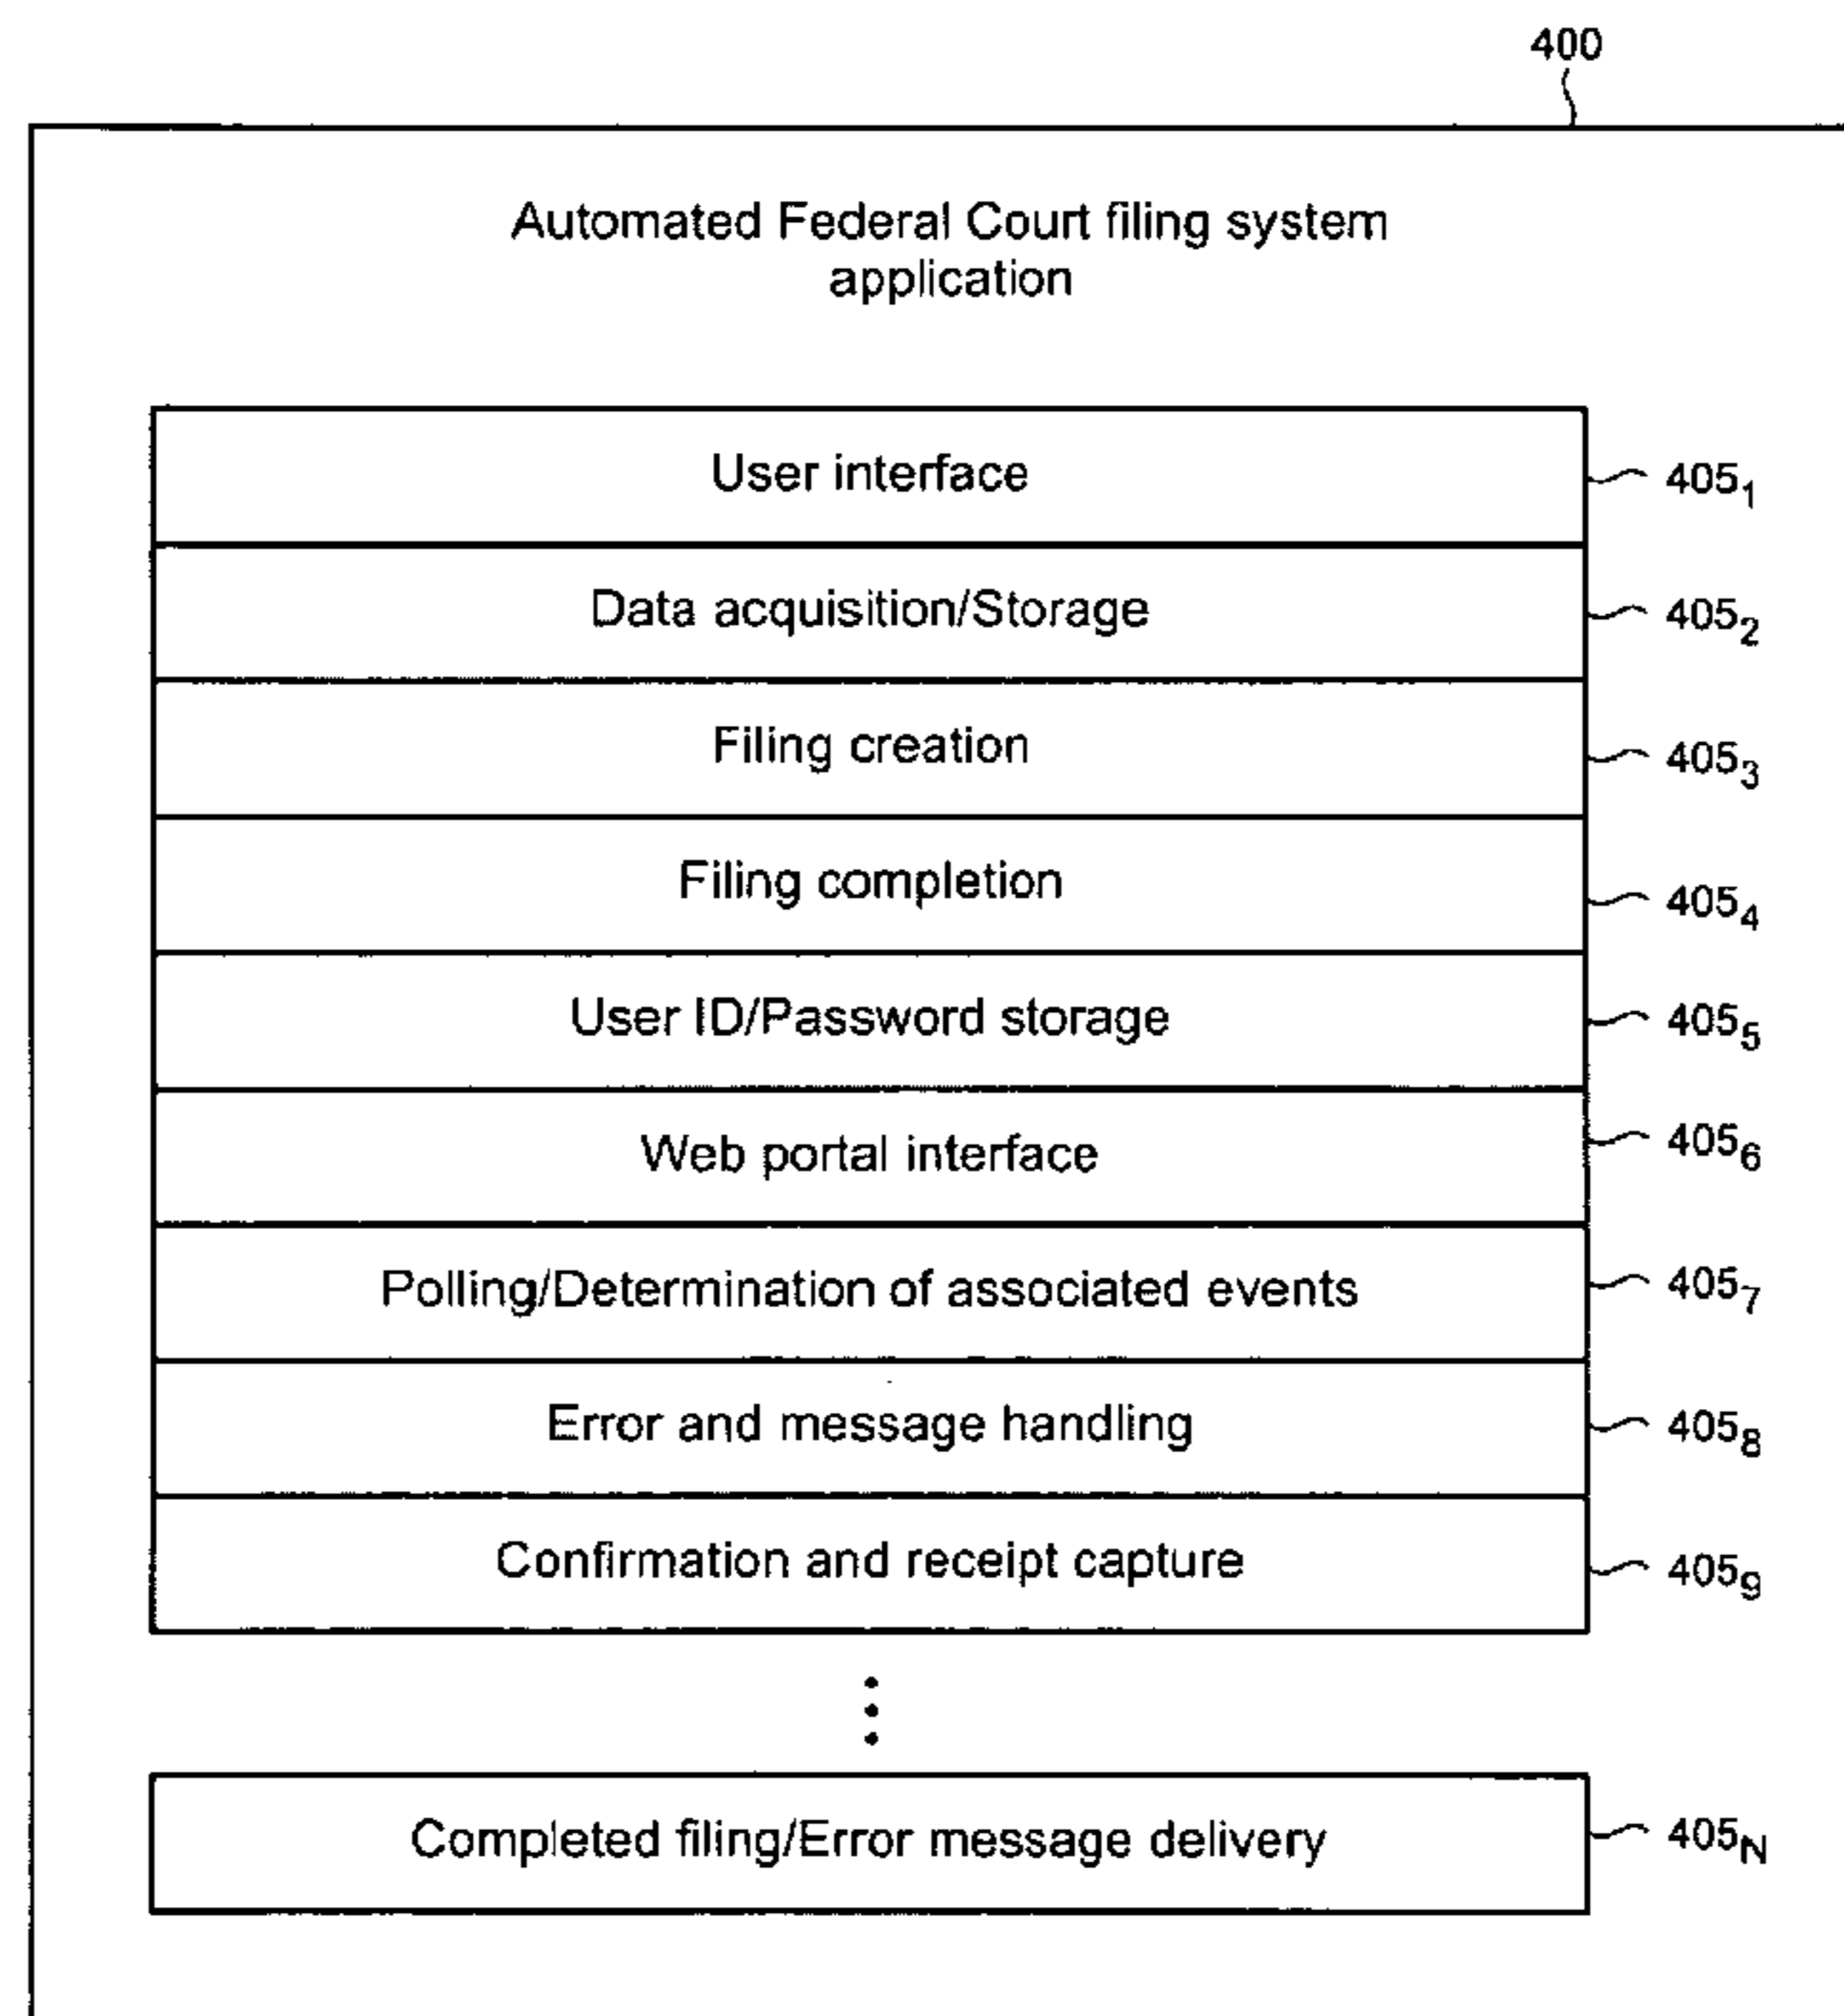 400
Automated Federal Court filing system
application
User interface
405₁
Data acquisition/Storage
405₂
Filing creation
405₃
Filing completion
405₄
User ID/Password storage
405₅
Web portal interface
405₆
Polling/Determination of associated events
405₇
Error and message handling
405₈
Confirmation and receipt capture
405₉
Completed filing/Error message delivery
405N